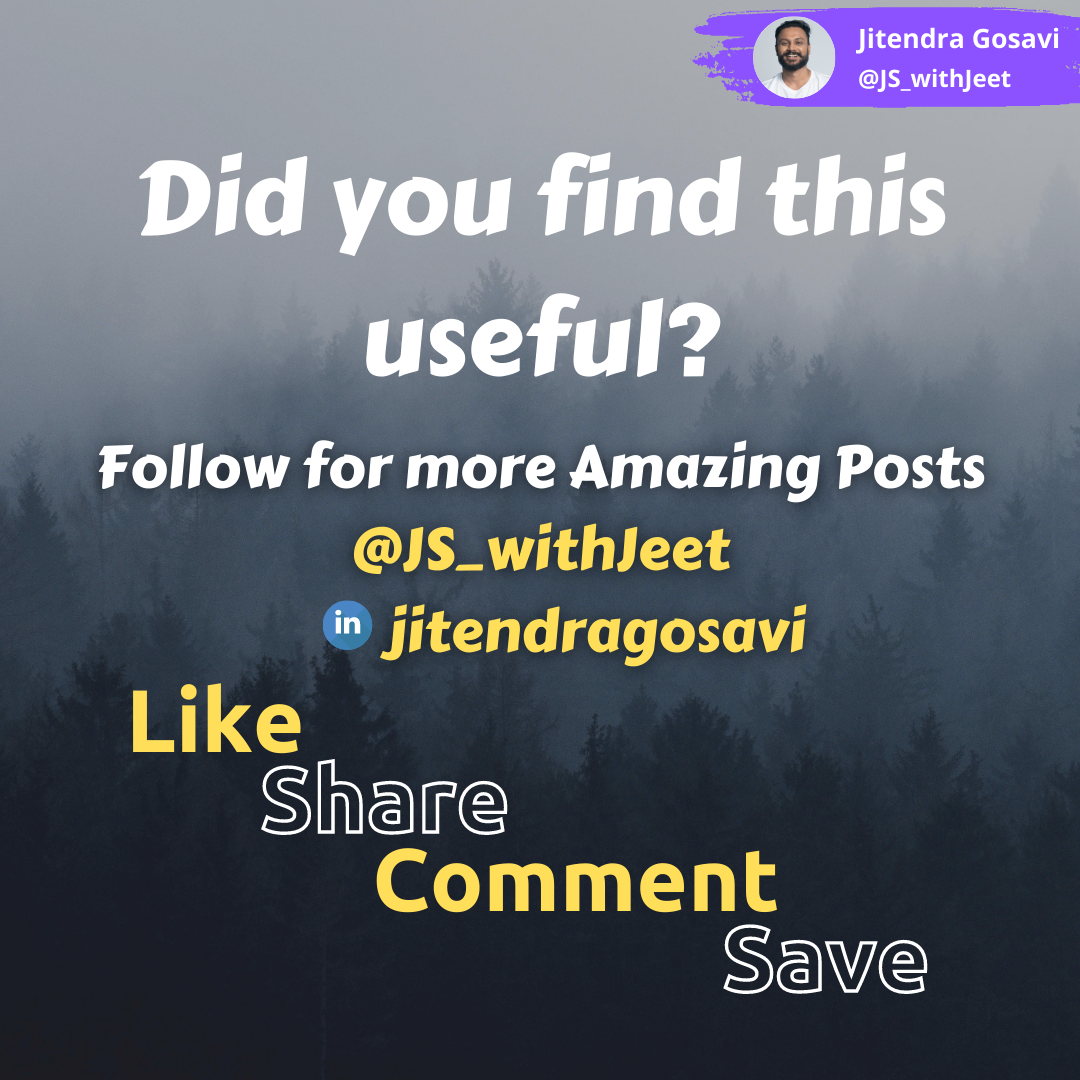 Jitendra Gosavi
@JS_withJeet
Did you find this
useful?
Follow for more Amazing Posts
@JS_withJeet
in jitendragosavi
Like
Share
Comment
Save